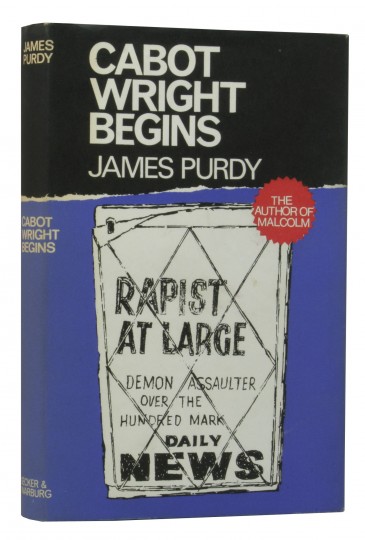 JAMES
PURDY
CABOT
WRIGHT
BEGINS
ECKER &
WARBURG
CABOT
WRIGHT
BEGINS
JAMES PURDY
THE
AUTHOR OF
MALCOLM
RAPIST
AT LARGE
DEMON ASSAULTER
OVER THE
HUNDRED MARK
DAILY
NEWS